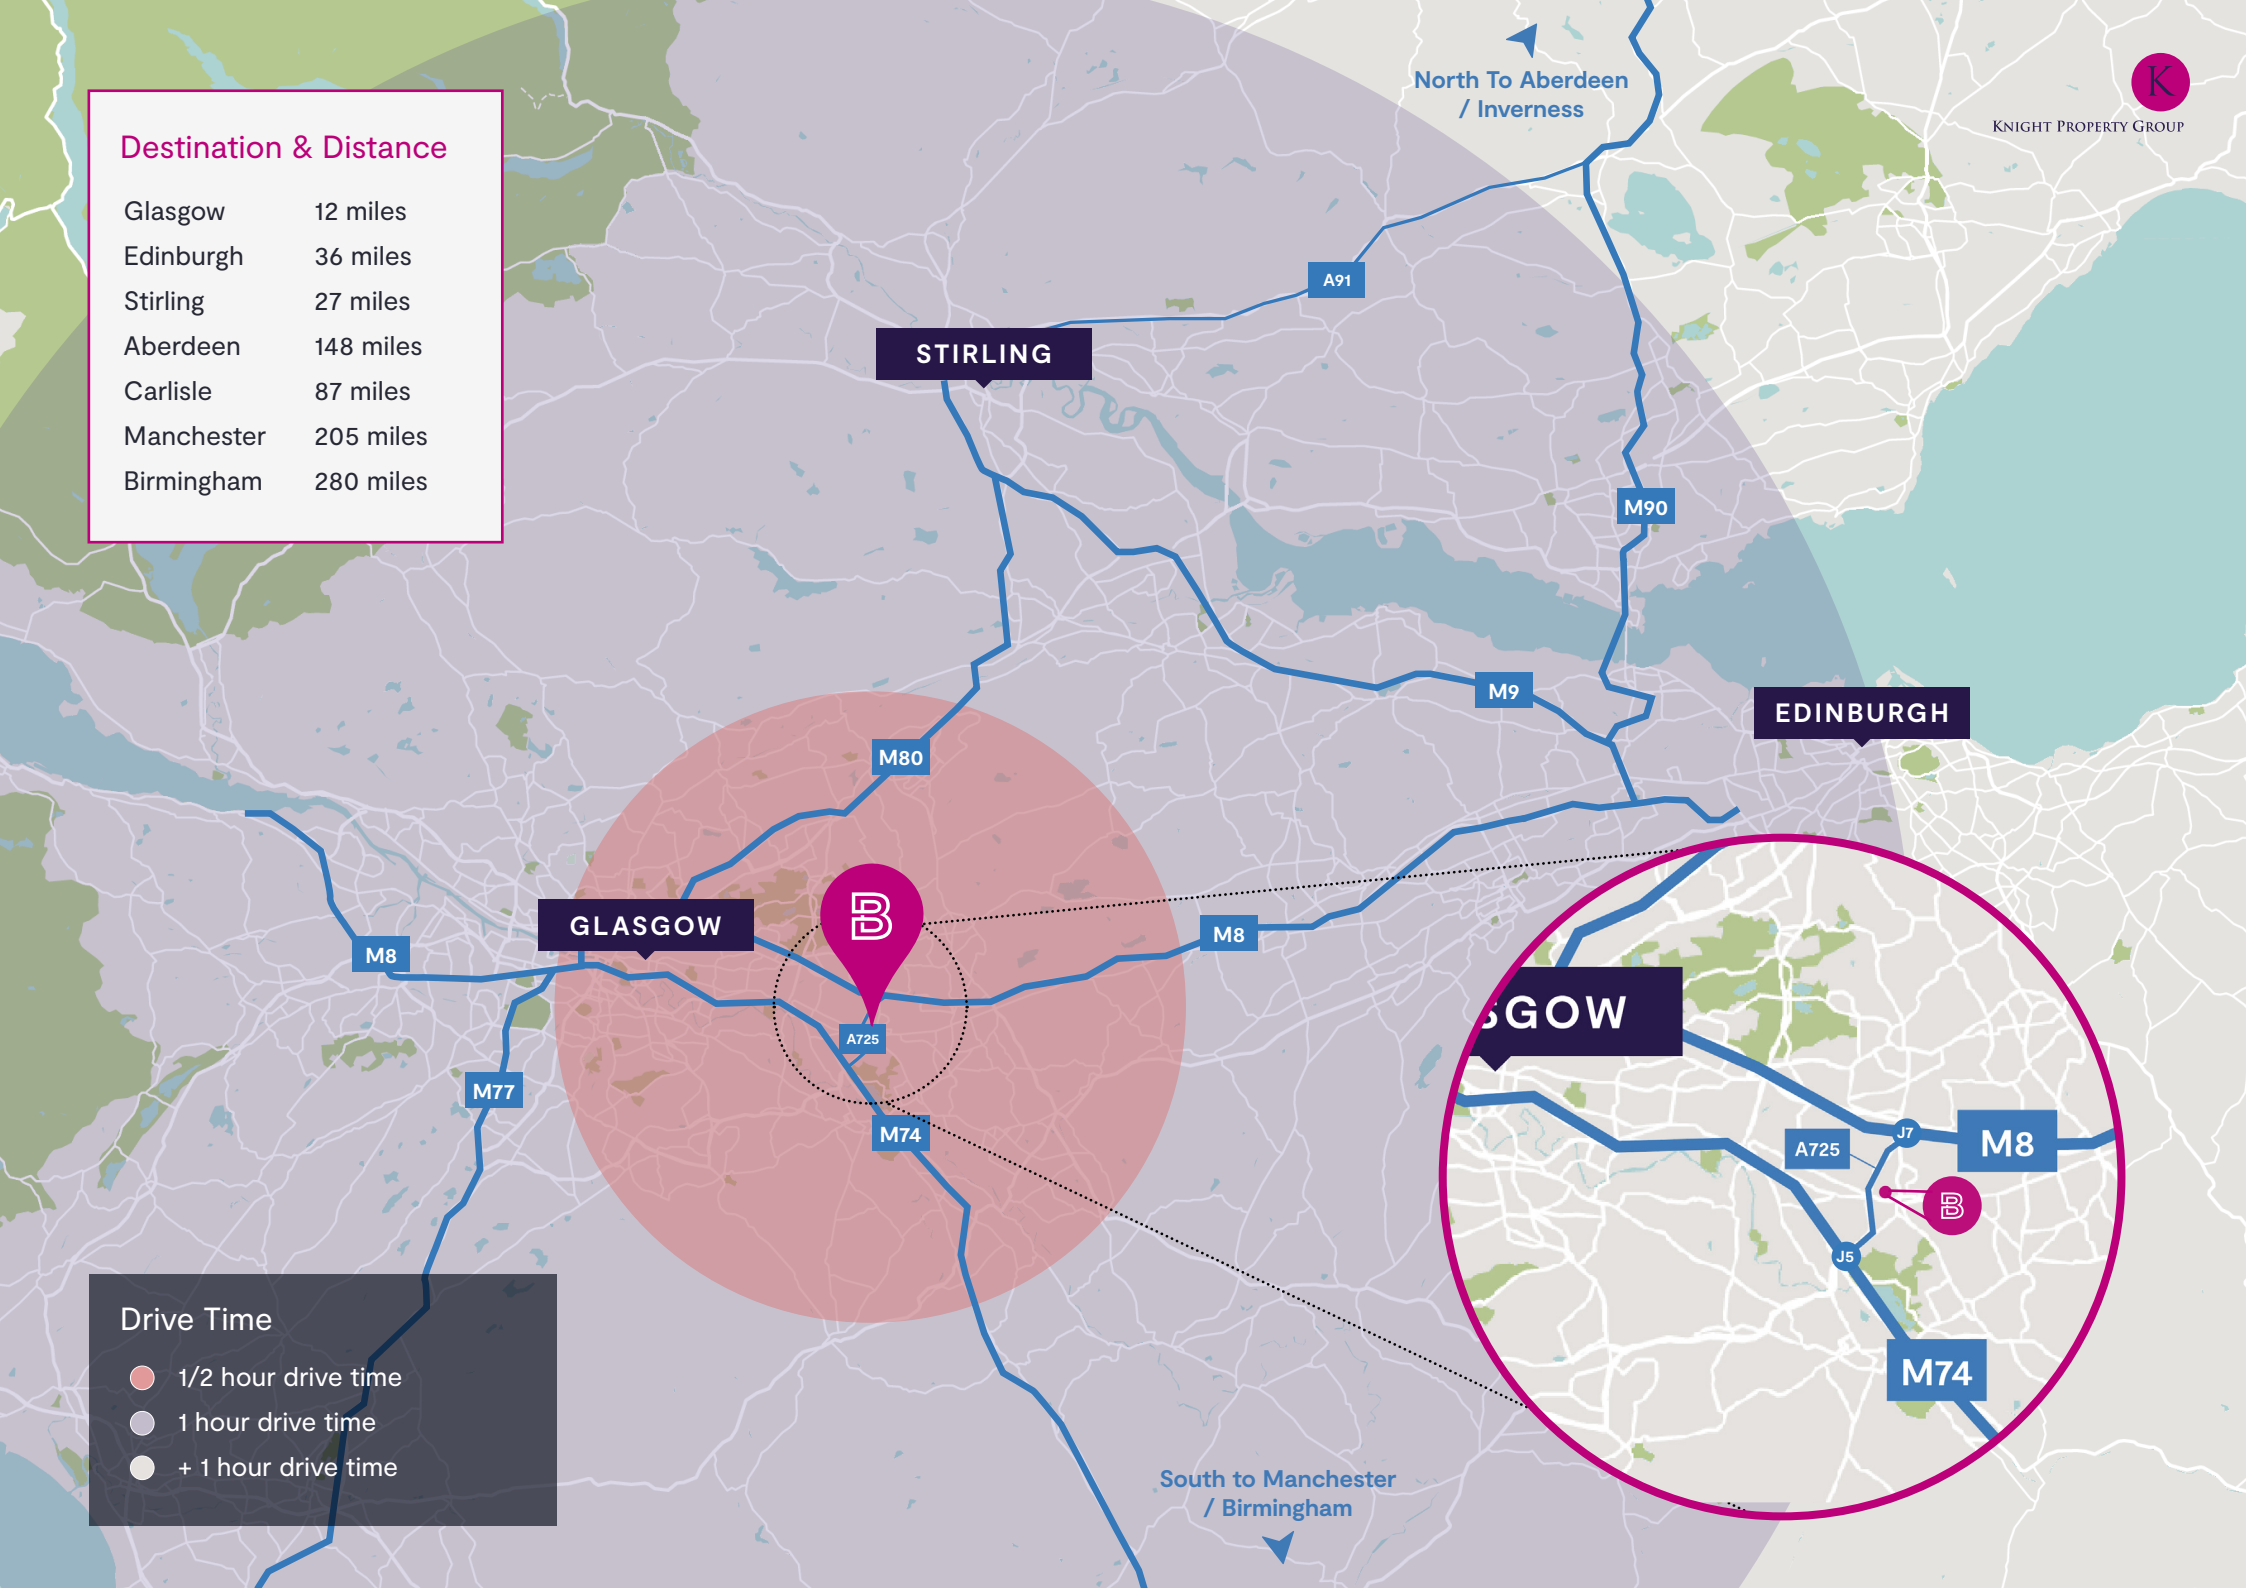 North To Aberdeen
/ Inverness
K
Knight Property Group
Destination & Distance
Glasgow 12 miles
Edinburgh 36 miles
Stirling 27 miles
Aberdeen 148 miles
Carlisle 87 miles
Manchester 205 miles
Birmingham 280 miles
A91
STIRLING
M90
M9
EDINBURGH
M80
B
GLASGOW
M8
M8
A725
M77
M74
SGOW
J7
M8
A725
B
J5
M74
Drive Time
1/2 hour drive time
1 hour drive time
+ 1 hour drive time
South to Manchester
/ Birmingham